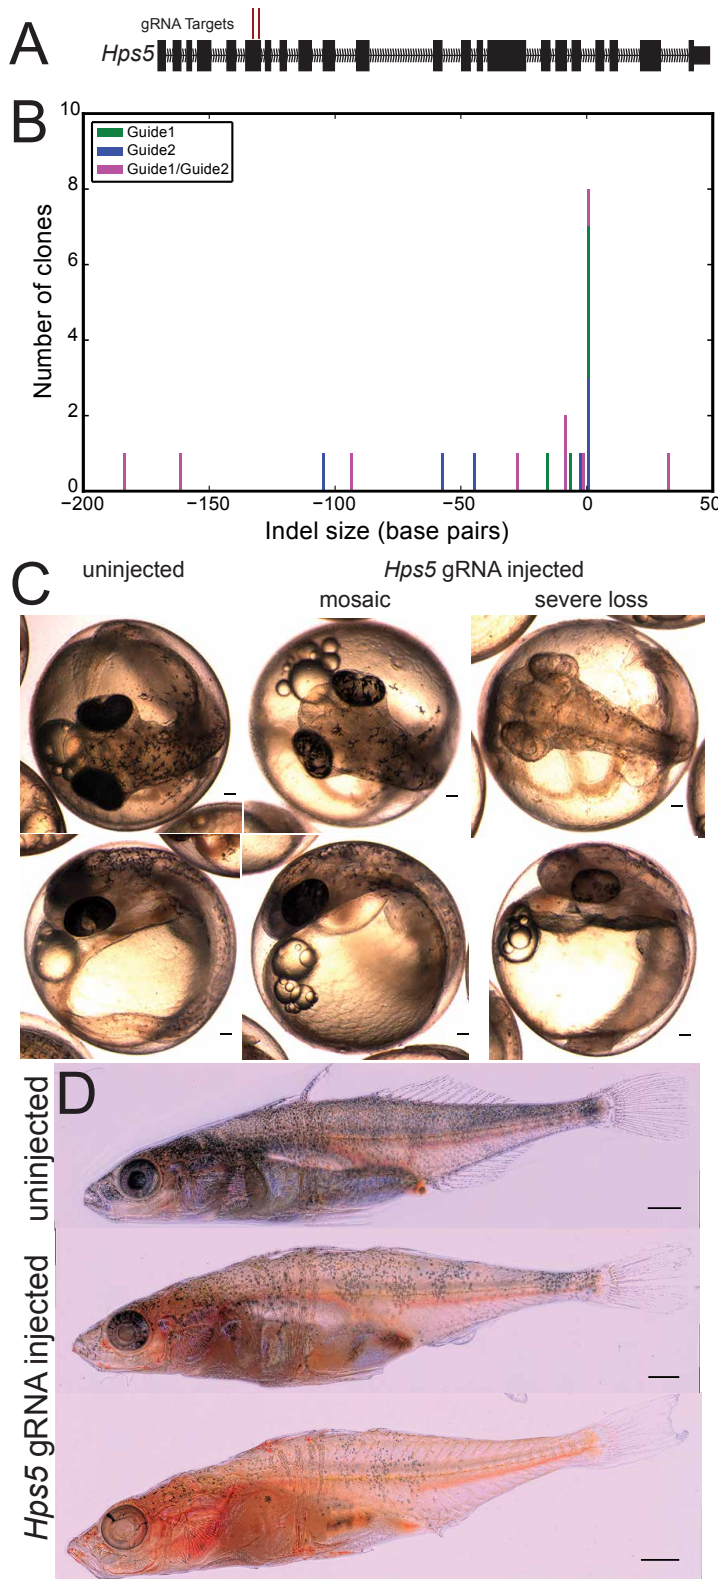 A
gRNA Targets
Hps5
B
10
8
6
4
2
0
Number of clones
Guide1
Guide2
Guide1/Guide2
−200
−150
−100
−50
0
50
Indel size (base pairs)
C
uninjected
Hps5 gRNA injected
mosaic
severe loss
D
uninjected
Hps5 gRNA injected